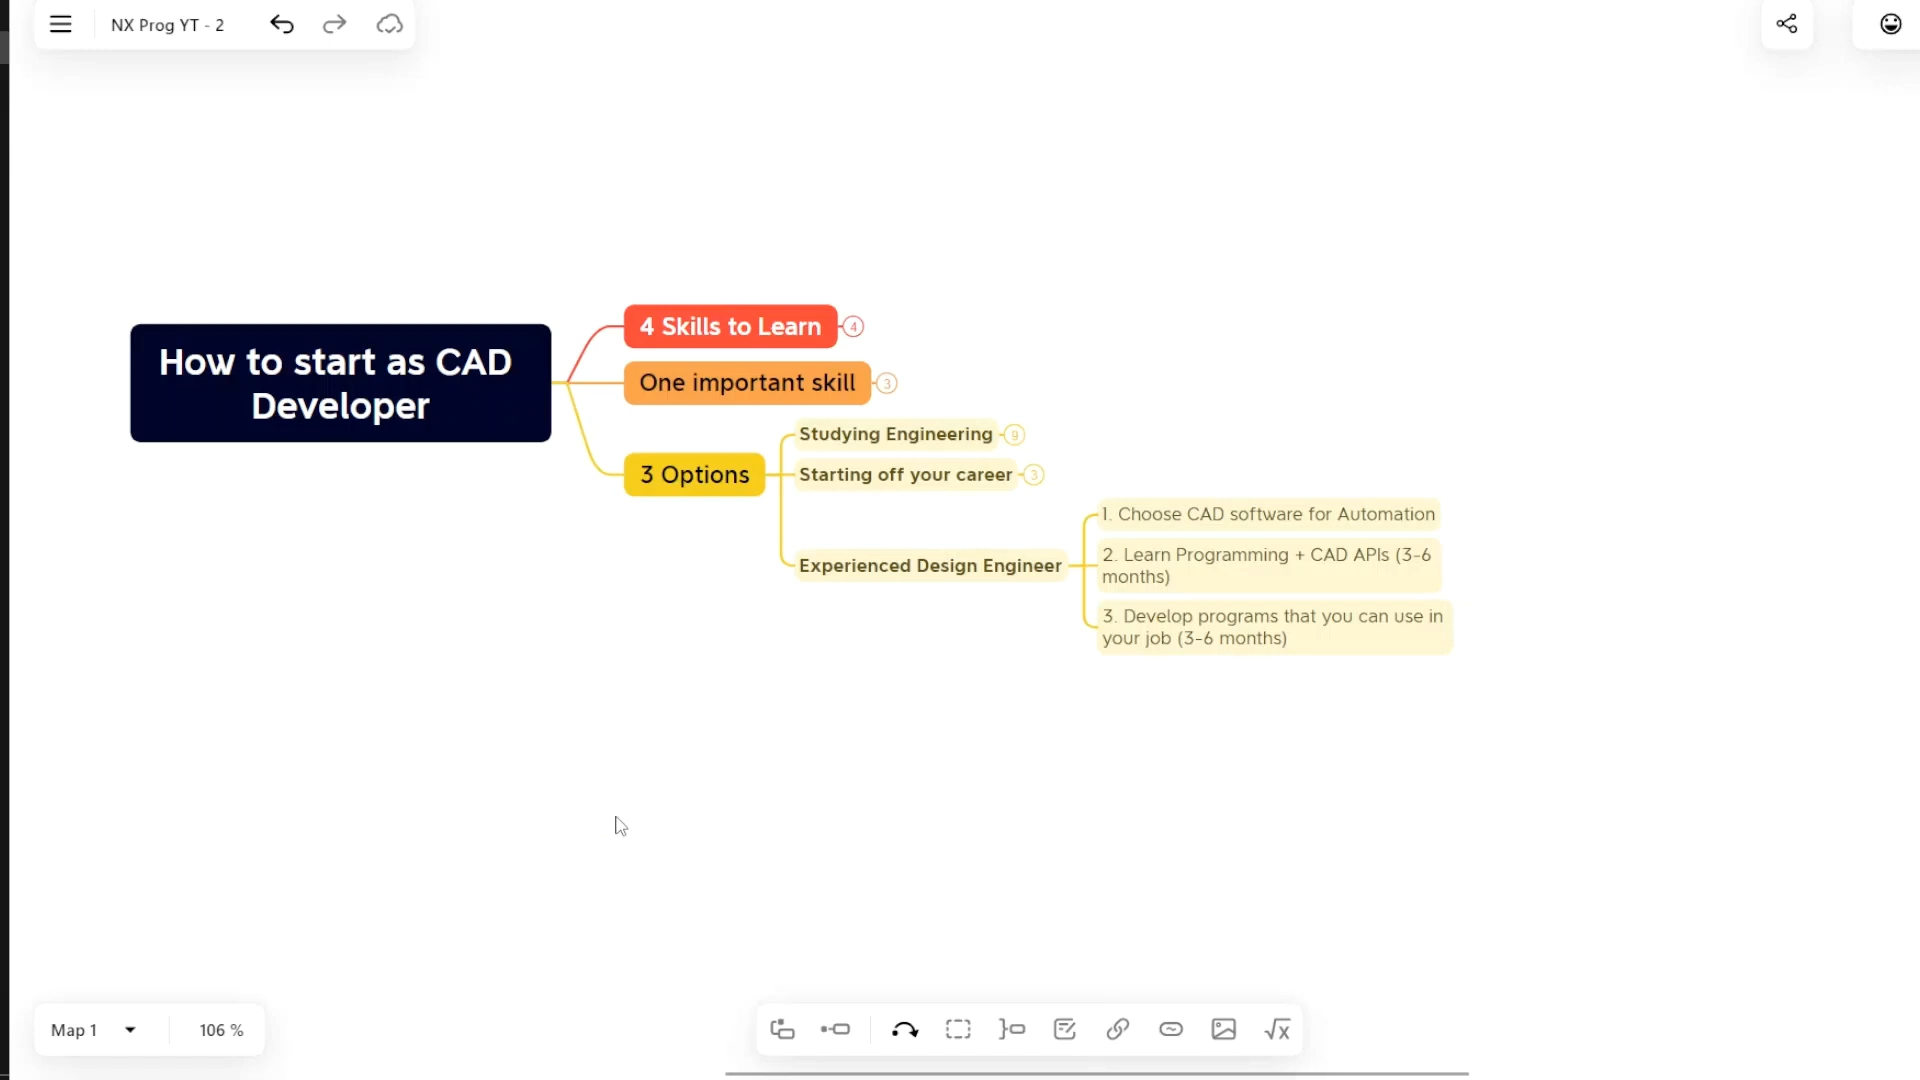 NX Prog YT - 2
How to start as CAD
Developer
4 Skills to Learn
4
One important skill
3
3 Options
Studying Engineering
9
Starting off your career
3
Experienced Design Engineer
1. Choose CAD software for Automation
2. Learn Programming + CAD APIs (3-6
months)
3. Develop programs that you can use in
your job (3-6 months)
Map 1
106 %